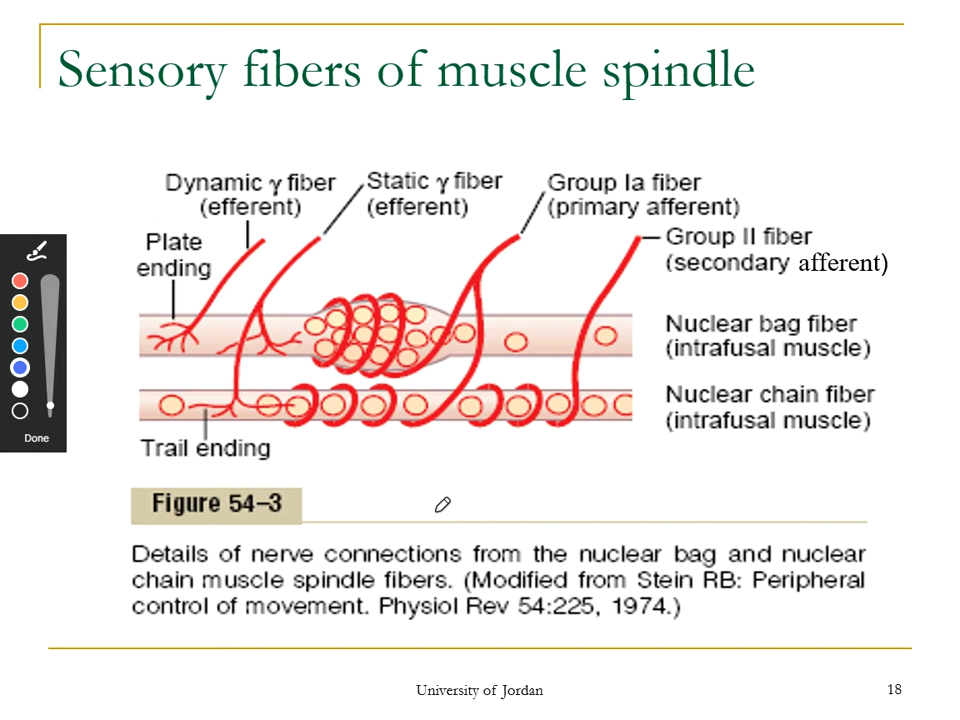 Sensory fibers of muscle spindle
Dynamic γ fiber
(efferent)
Static γ fiber
(efferent)
Group Ia fiber
(primary afferent)
Plate
ending
Group II fiber
(secondary afferent)
Nuclear bag fiber
(intrafusal muscle)
Nuclear chain fiber
(intrafusal muscle)
Trail ending
Done
Figure 54–3
Details of nerve connections from the nuclear bag and nuclear
chain muscle spindle fibers. (Modified from Stein RB: Peripheral
control of movement. Physiol Rev 54:225, 1974.)
University of Jordan
18